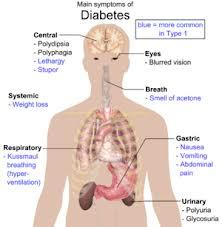 Main symptoms of
Diabetes
blue = more common
in Type 1
Central
- Polydipsia
- Polyphagia
- Lethargy
- Stupor
Eyes
- Blurred vision
Breath
- Smell of acetone
Systemic
- Weight loss
Respiratory
- Kussmaul
breathing
(hyper-
ventilation)
Gastric
- Nausea
- Vomiting
- Abdominal
pain
Urinary
- Polyuria
- Glycosuria